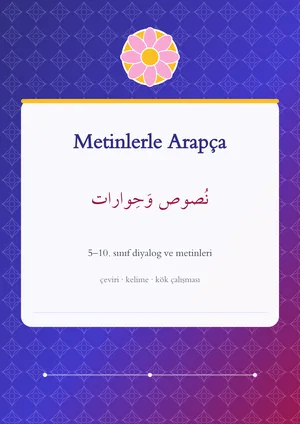 Metinlerle Arapça
نُصوص وَحِوارات
5–10. sınıf diyalog ve metinleri
çeviri · kelime · kök çalışması